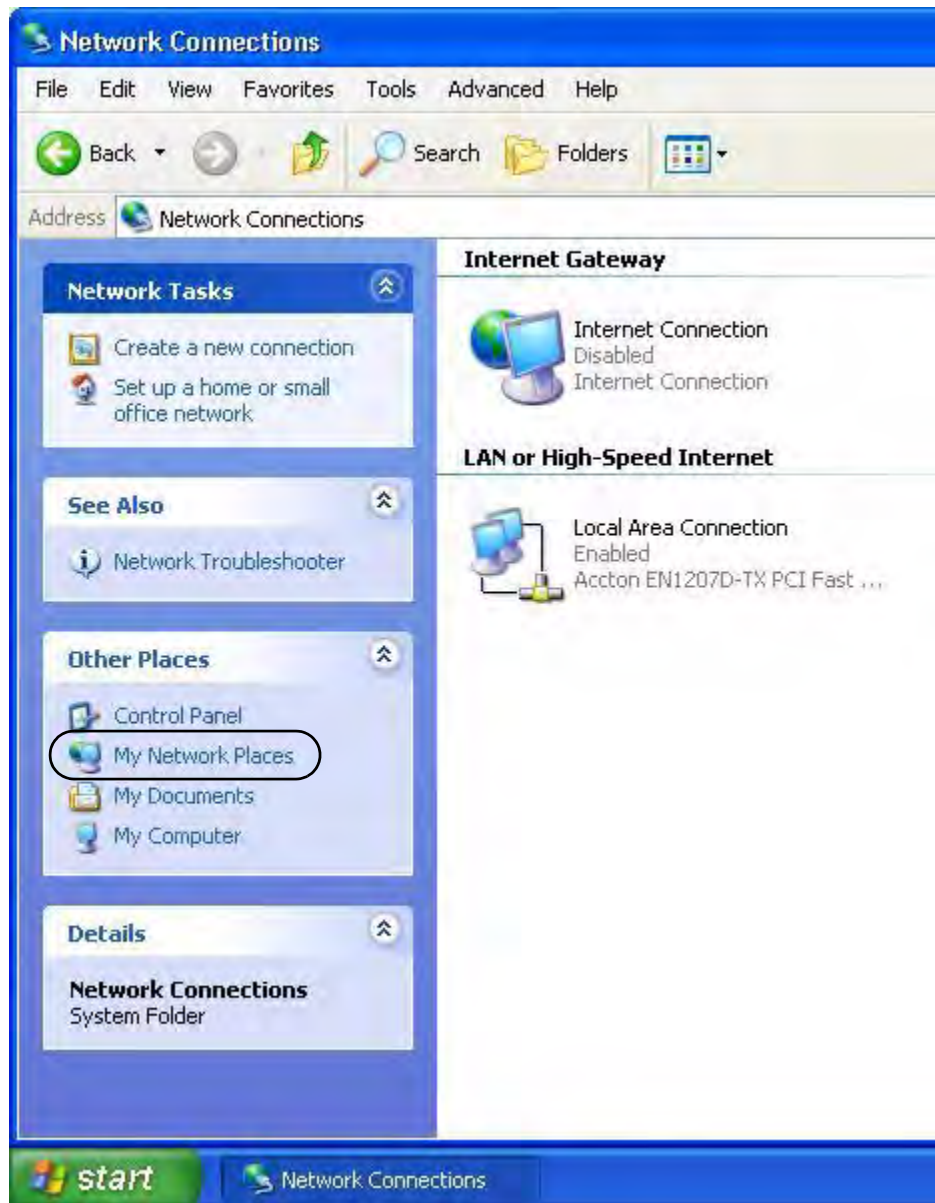 Network Connections
File Edit View Favorites Tools Advanced Help
Back Search Folders
Address Network Connections
Network Tasks
Create a new connection
Set up a home or small
office network
See Also
Network Troubleshooter
Other Places
Control Panel
My Network Places
My Documents
My Computer
Details
Network Connections
System Folder
Internet Gateway
Internet Connection
Disabled
Internet Connection
LAN or High-Speed Internet
Local Area Connection
Enabled
Accton EN1207D-TX PCI Fast ...
start Network Connections